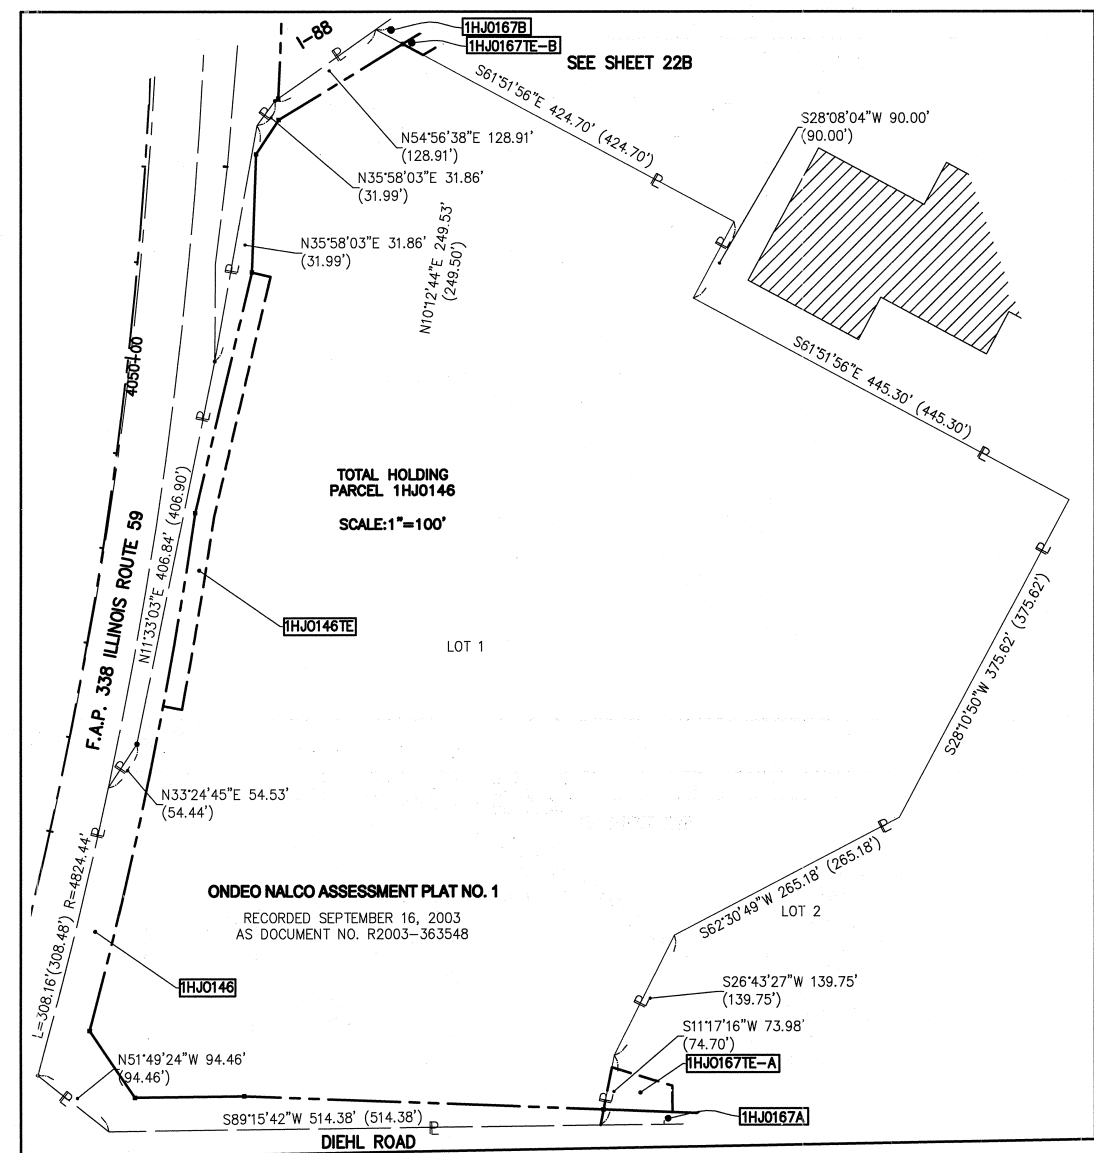 I-88
1HJ0167B
1HJ0167TE-B
SEE SHEET 22B
S61°51'56"E 424.70' (424.70')
S28°08'04"W 90.00'
(90.00')
N54°56'38"E 128.91'
(128.91')
N35°58'03"E 31.86'
(31.99')
N35°58'03"E 31.86'
(31.99')
N10°12'44"E 249.53'
(249.50')
S61°51'56"E 445.30' (445.30')
4050+00
TOTAL HOLDING
PARCEL 1HJ0146
SCALE:1"=100'
F.A.P. 338 ILLINOIS ROUTE 59
N11°33'03"E 406.84' (406.90')
1HJ0146TE
LOT 1
S28°10'50"W 375.62' (375.62')
N33°24'45"E 54.53'
(54.44')
L=308.16'(308.48') R=4824.44'
ONDEO NALCO ASSESSMENT PLAT NO. 1
RECORDED SEPTEMBER 16, 2003
AS DOCUMENT NO. R2003-363548
S62°30'49"W 265.18' (265.18')
LOT 2
1HJ0146
S26°43'27"W 139.75'
(139.75')
S11°17'16"W 73.98'
(74.70')
1HJ0167TE-A
N51°49'24"W 94.46'
(94.46')
S89°15'42"W 514.38' (514.38')
1HJ0167A
DIEHL ROAD